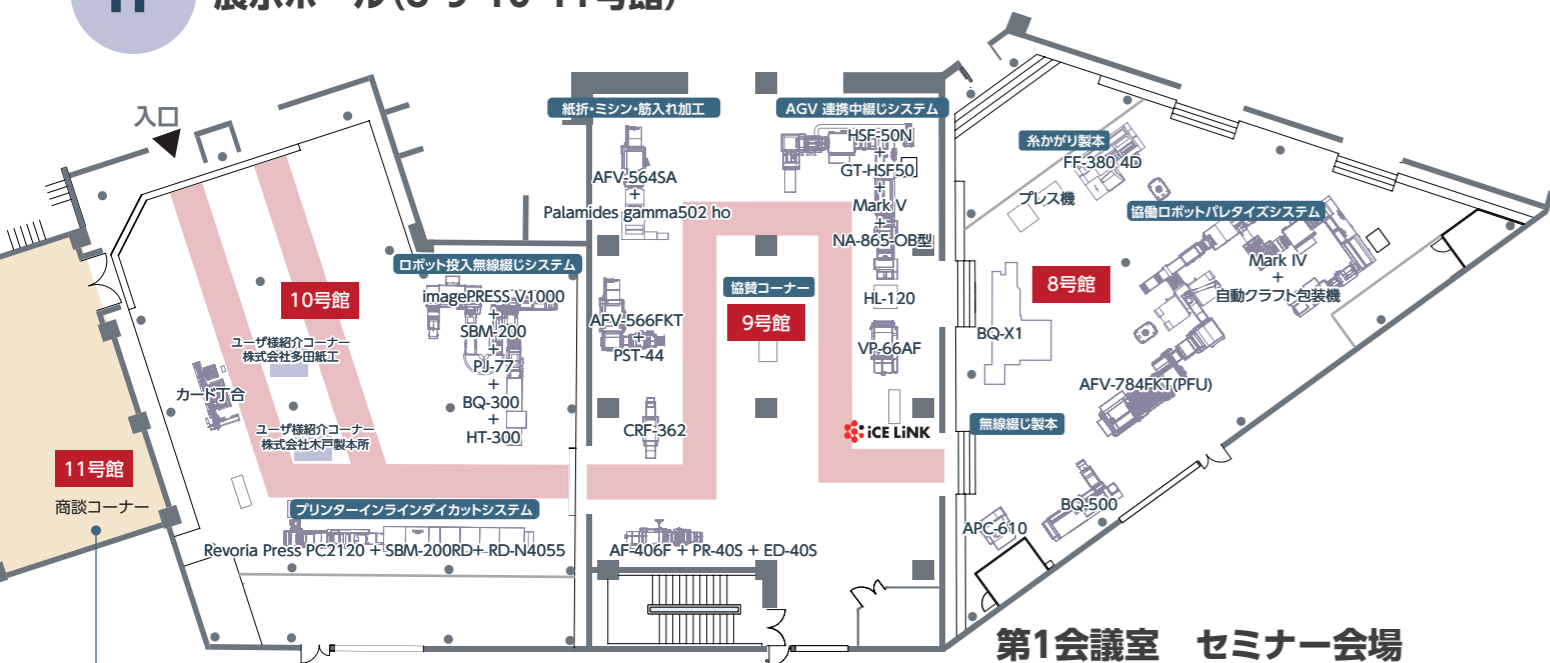 展示ホール(8・9・10・11号館)
入口
紙折・ミシン・筋入れ加工
AGV 連携中綴じシステム
HSF-50N
+
GT-HSF50
+
Mark V
+
NA-865-OB型
HL-120
VP-66AF
iCE LiNK
AFV-564SA
+
Palamides gamma502 ho
AFV-566FKT
+
PST-44
CRF-362
協賛コーナー
9号館
AF-406F + PR-40S + ED-40S
ロボット投入無線綴じシステム
imagePRESS V1000
+
SBM-200
+
PJ-77
+
BQ-300
+
HT-300
10号館
ユーザ様紹介コーナー
株式会社多田紙工
カード丁合
ユーザ様紹介コーナー
株式会社木戸製本所
プリンターインラインダイカットシステム
Revoria Press PC2120 + SBM-200RD+ RD-N4055
11号館
商談コーナー
糸かがり製本
FF-380 4D
プレス機
協働ロボットパレタイズシステム
Mark IV
+
自動クラフト包装機
8号館
BQ-X1
AFV-784FKT(PFU)
無線綴じ製本
BQ-500
APC-610
第1会議室 セミナー会場